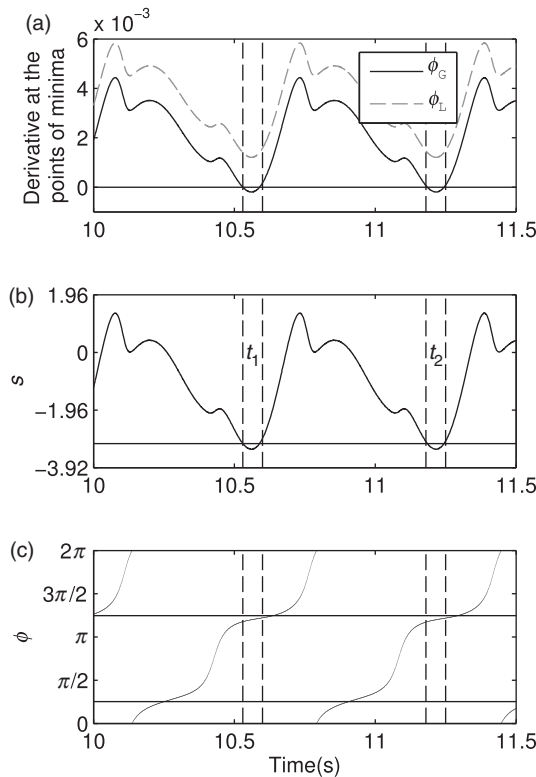 (a)
× 10⁻³
Derivative at the
points of minima
6
4
2
0
ϕG
ϕL
10
10.5
11
11.5
(b)
s
1.96
0
−1.96
−3.92
t1
t2
10
10.5
11
11.5
(c)
ϕ
2π
3π/2
π
π/2
0
10
10.5
11
11.5
Time(s)